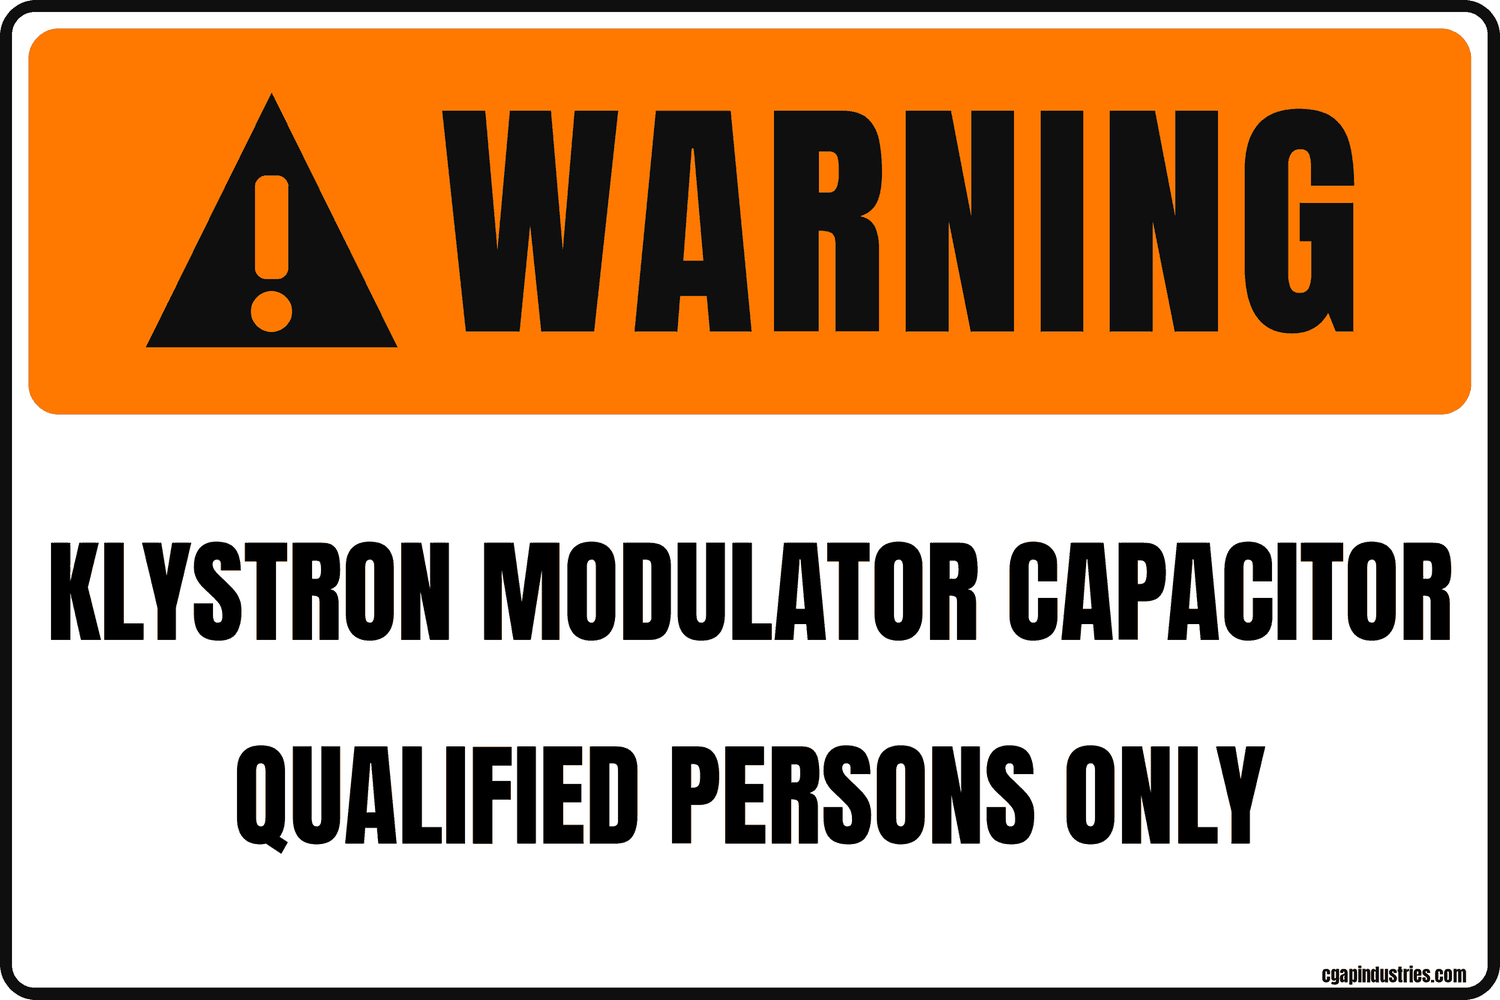 WARNING
KLYSTRON MODULATOR CAPACITOR
QUALIFIED PERSONS ONLY
cgapindustries.com